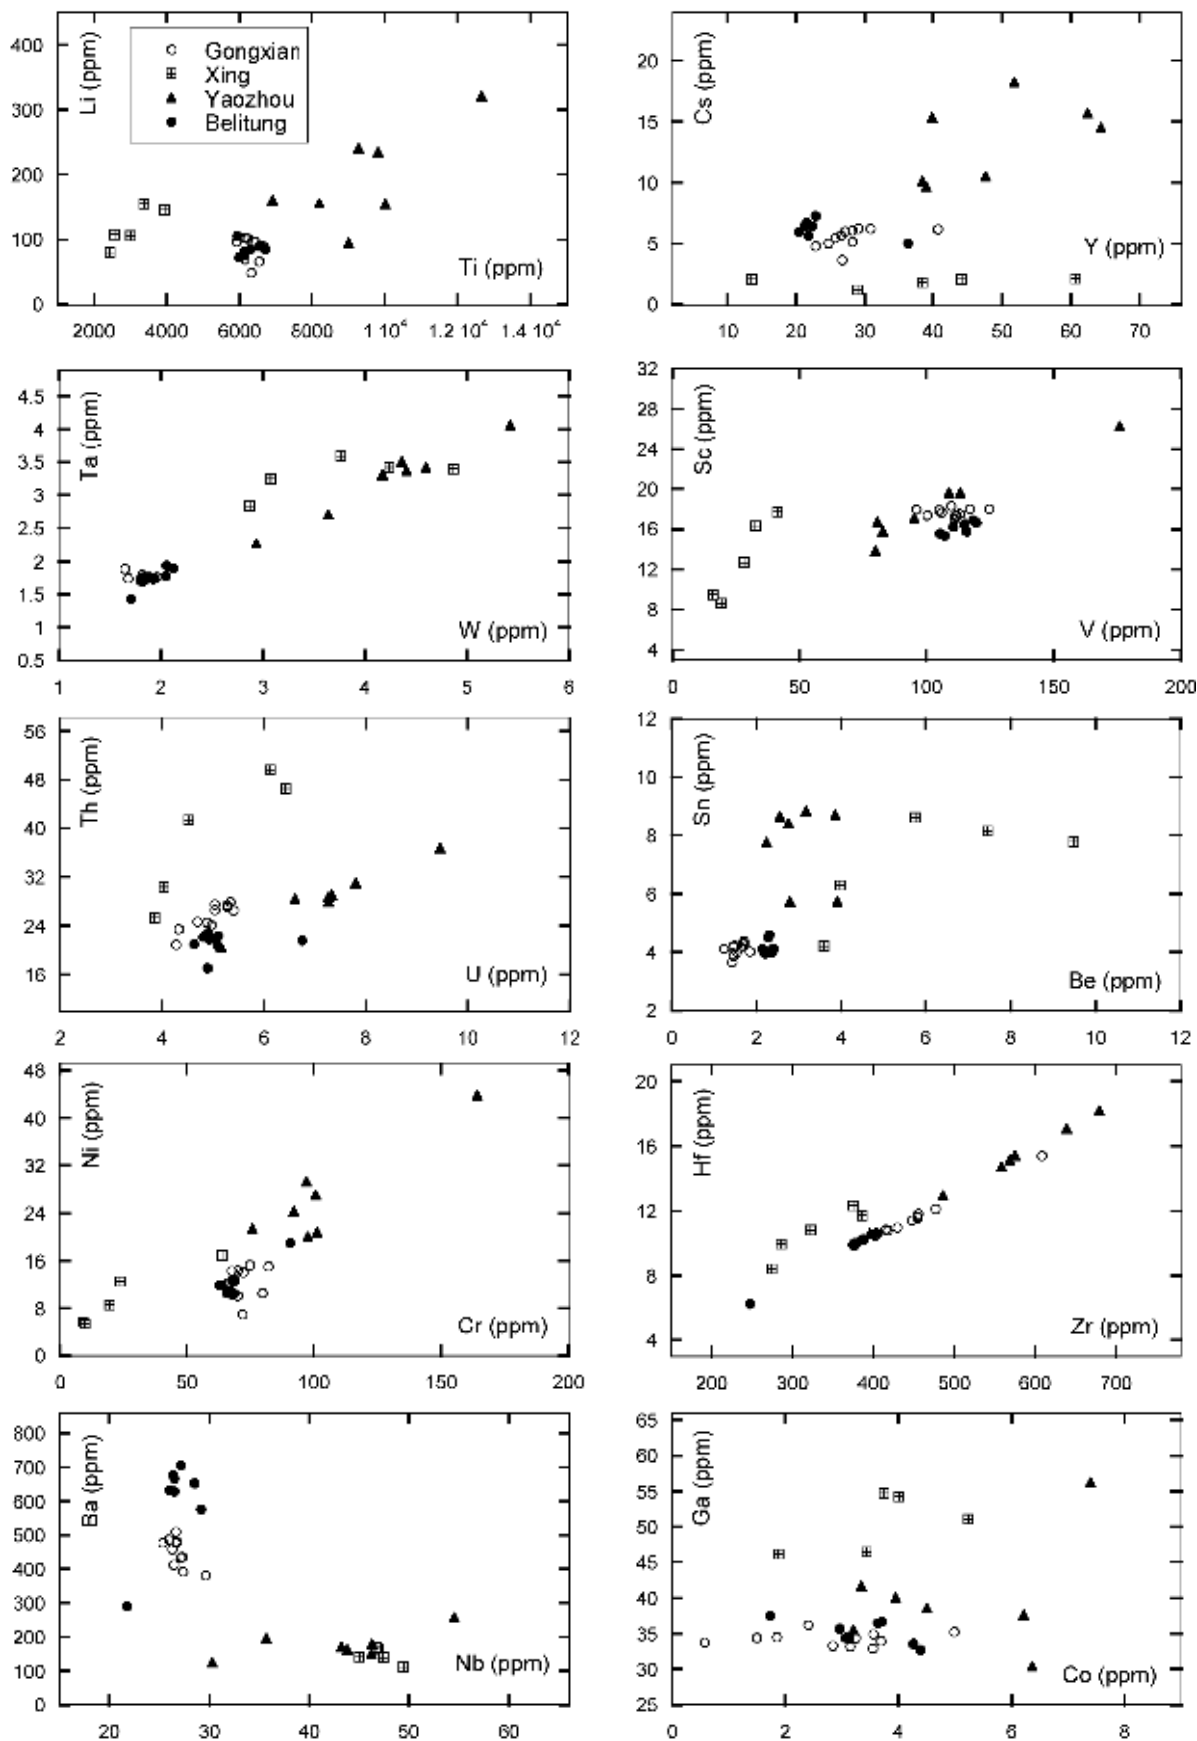 Li (ppm)
400
300
200
100
0
Gongxian
Xing
Yaozhou
Belitung
Ti (ppm)
2000 4000 6000 8000 1 10⁴ 1.2 10⁴ 1.4 10⁴
Cs (ppm)
20
15
10
5
0
Y (ppm)
10 20 30 40 50 60 70
Ta (ppm)
4.5
4
3.5
3
2.5
2
1.5
1
0.5
W (ppm)
1 2 3 4 5 6
Sc (ppm)
32
28
24
20
16
12
8
4
V (ppm)
0 50 100 150 200
Th (ppm)
56
48
40
32
24
16
U (ppm)
2 4 6 8 10 12
Sn (ppm)
12
10
8
6
4
2
Be (ppm)
0 2 4 6 8 10 12
Ni (ppm)
48
40
32
24
16
8
0
Cr (ppm)
0 50 100 150 200
Hf (ppm)
20
16
12
8
4
Zr (ppm)
200 300 400 500 600 700
Ba (ppm)
800
700
600
500
400
300
200
100
0
Nb (ppm)
20 30 40 50 60
Ga (ppm)
65
60
55
50
45
40
35
30
25
Co (ppm)
0 2 4 6 8